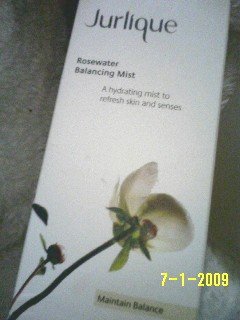 Jurlique
Rosewater
Balancing Mist
A hydrating mist to
refresh skin and senses
Maintain Balance
7-1-2009